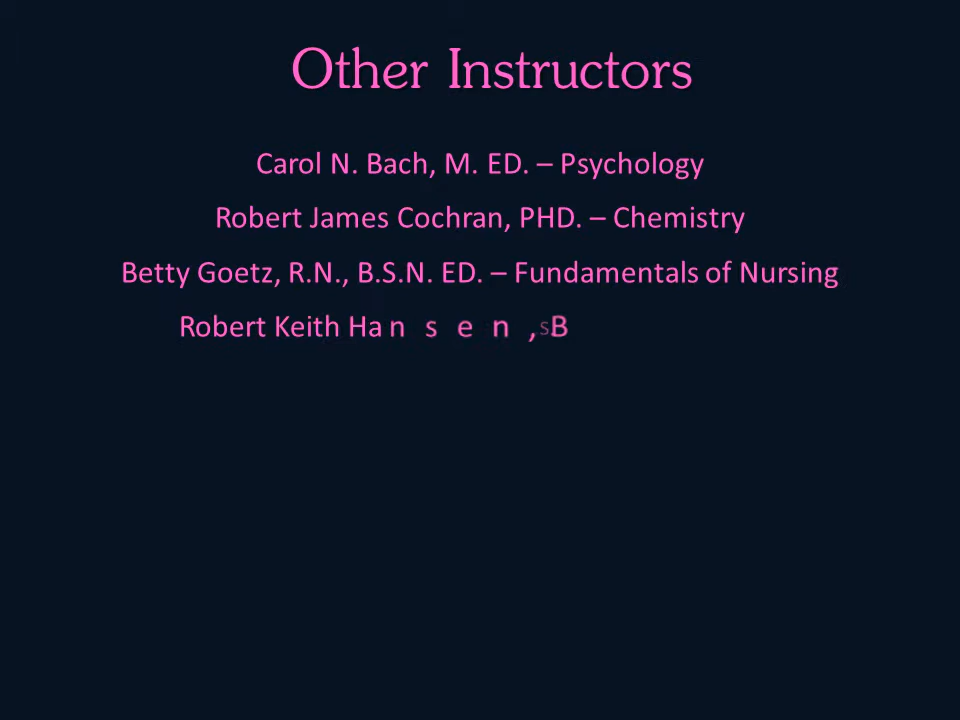 Other Instructors
Carol N. Bach, M. ED. – Psychology
Robert James Cochran, PHD. – Chemistry
Betty Goetz, R.N., B.S.N. ED. – Fundamentals of Nursing
Robert Keith Hansen,